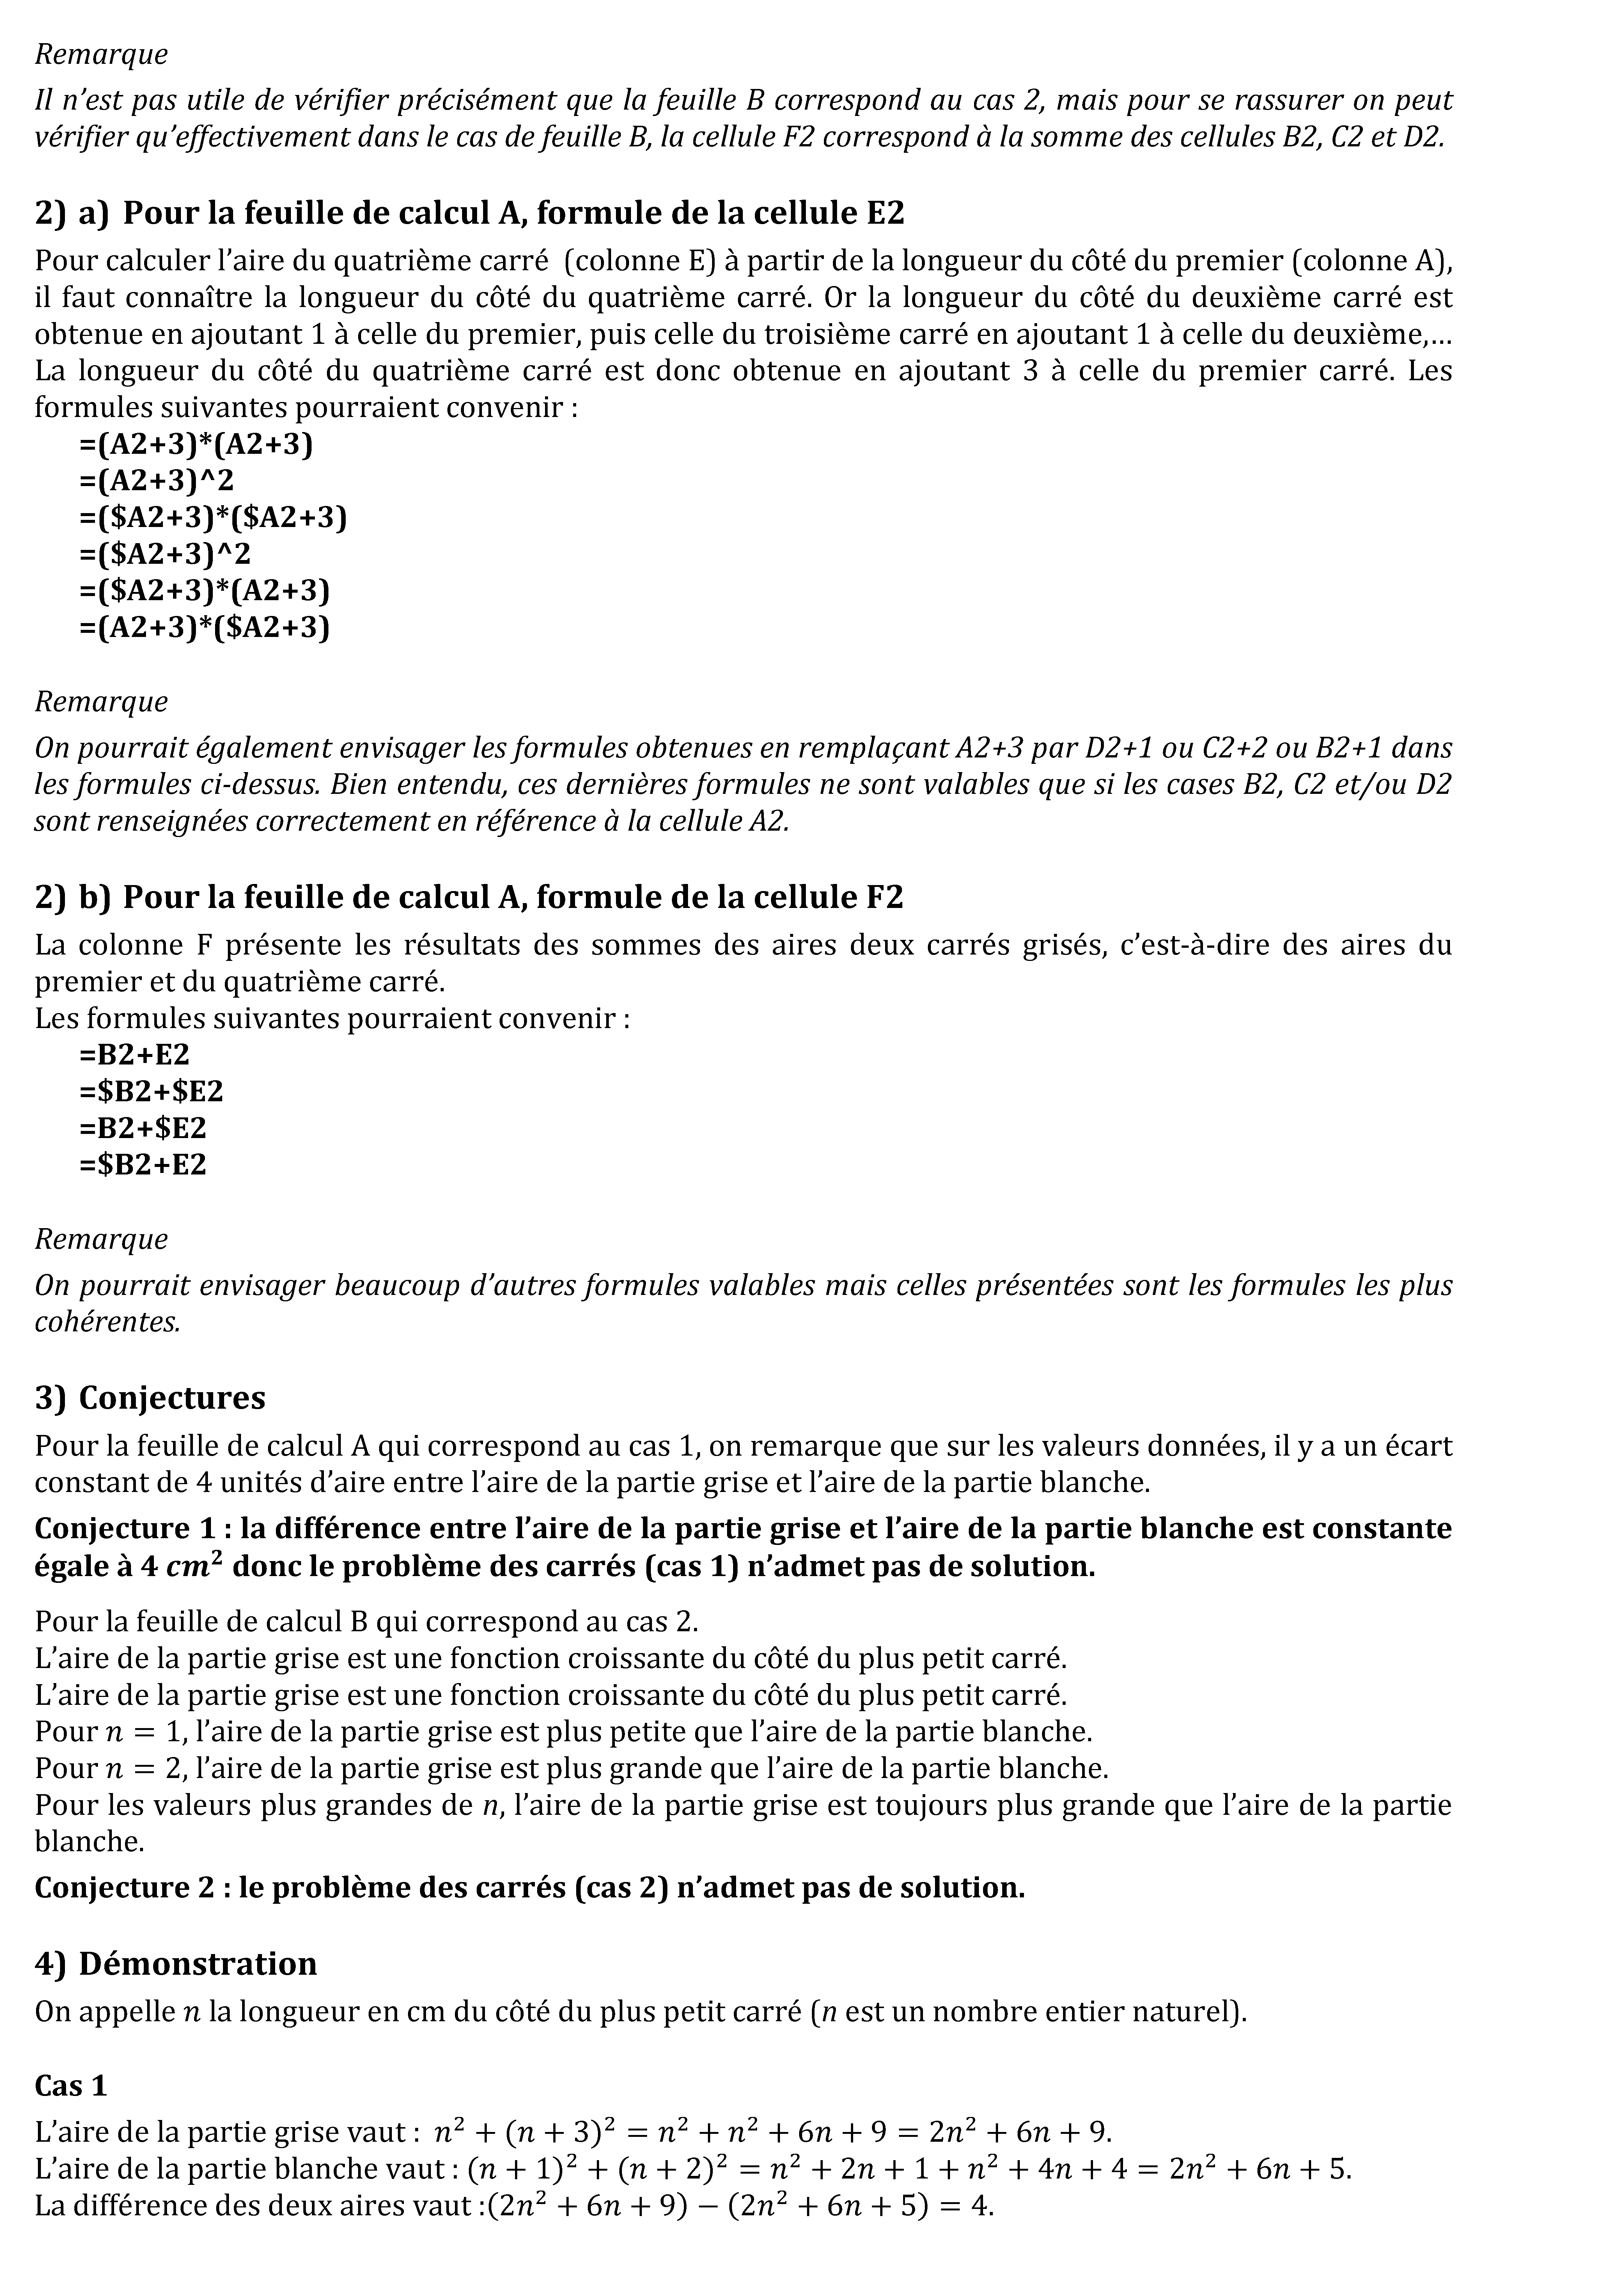 Remarque
Il n’est pas utile de vérifier précisément que la feuille B correspond au cas 2, mais pour se rassurer on peut
vérifier qu’effectivement dans le cas de feuille B, la cellule F2 correspond à la somme des cellules B2, C2 et D2.
2) a) Pour la feuille de calcul A, formule de la cellule E2
Pour calculer l’aire du quatrième carré (colonne E) à partir de la longueur du côté du premier (colonne A),
il faut connaître la longueur du côté du quatrième carré. Or la longueur du côté du deuxième carré est
obtenue en ajoutant 1 à celle du premier, puis celle du troisième carré en ajoutant 1 à celle du deuxième,…
La longueur du côté du quatrième carré est donc obtenue en ajoutant 3 à celle du premier carré. Les
formules suivantes pourraient convenir :
=(A2+3)*(A2+3)
=(A2+3)^2
=($A2+3)*($A2+3)
=($A2+3)^2
=($A2+3)*(A2+3)
=(A2+3)*($A2+3)
Remarque
On pourrait également envisager les formules obtenues en remplaçant A2+3 par D2+1 ou C2+2 ou B2+1 dans
les formules ci-dessus. Bien entendu, ces dernières formules ne sont valables que si les cases B2, C2 et/ou D2
sont renseignées correctement en référence à la cellule A2.
2) b) Pour la feuille de calcul A, formule de la cellule F2
La colonne F présente les résultats des sommes des aires deux carrés grisés, c’est-à-dire des aires du
premier et du quatrième carré.
Les formules suivantes pourraient convenir :
=B2+E2
=$B2+$E2
=B2+$E2
=$B2+E2
Remarque
On pourrait envisager beaucoup d’autres formules valables mais celles présentées sont les formules les plus
cohérentes.
3) Conjectures
Pour la feuille de calcul A qui correspond au cas 1, on remarque que sur les valeurs données, il y a un écart
constant de 4 unités d’aire entre l’aire de la partie grise et l’aire de la partie blanche.
Conjecture 1 : la différence entre l’aire de la partie grise et l’aire de la partie blanche est constante
égale à 4 cm² donc le problème des carrés (cas 1) n’admet pas de solution.
Pour la feuille de calcul B qui correspond au cas 2.
L’aire de la partie grise est une fonction croissante du côté du plus petit carré.
L’aire de la partie grise est une fonction croissante du côté du plus petit carré.
Pour n = 1, l’aire de la partie grise est plus petite que l’aire de la partie blanche.
Pour n = 2, l’aire de la partie grise est plus grande que l’aire de la partie blanche.
Pour les valeurs plus grandes de n, l’aire de la partie grise est toujours plus grande que l’aire de la partie
blanche.
Conjecture 2 : le problème des carrés (cas 2) n’admet pas de solution.
4) Démonstration
On appelle n la longueur en cm du côté du plus petit carré (n est un nombre entier naturel).
Cas 1
L’aire de la partie grise vaut : n² + (n + 3)² = n² + n² + 6n + 9 = 2n² + 6n + 9.
L’aire de la partie blanche vaut : (n + 1)² + (n + 2)² = n² + 2n + 1 + n² + 4n + 4 = 2n² + 6n + 5.
La différence des deux aires vaut :(2n² + 6n + 9) − (2n² + 6n + 5) = 4.